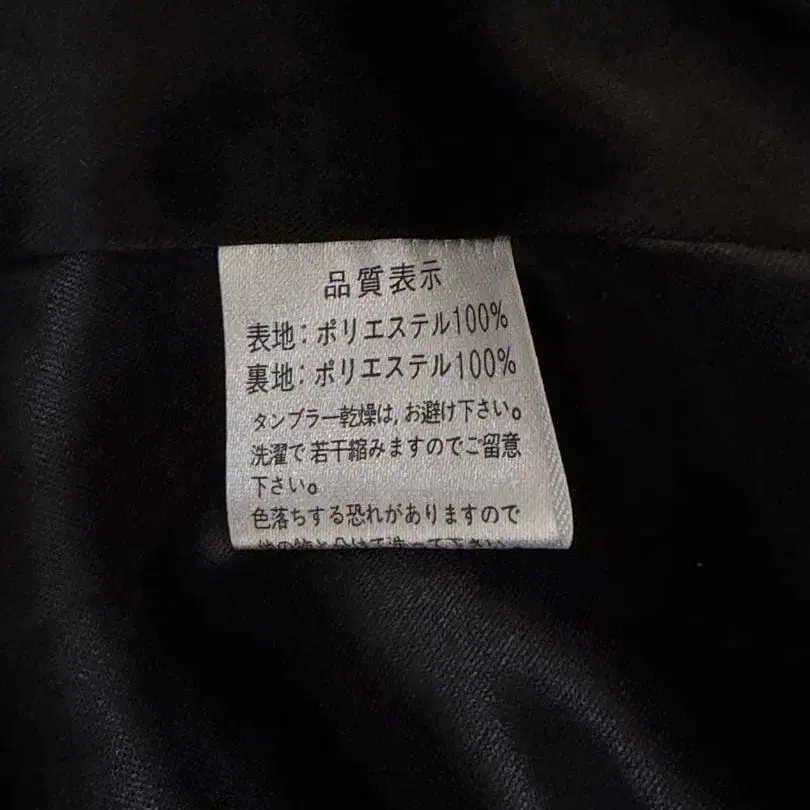 品質表示
表地:ポリエステル100%
裏地:ポリエステル100%
タンブラー乾燥は,お避け下さい。
洗濯で若干縮みますのでご留意
下さい。
色落ちする恐れがありますので